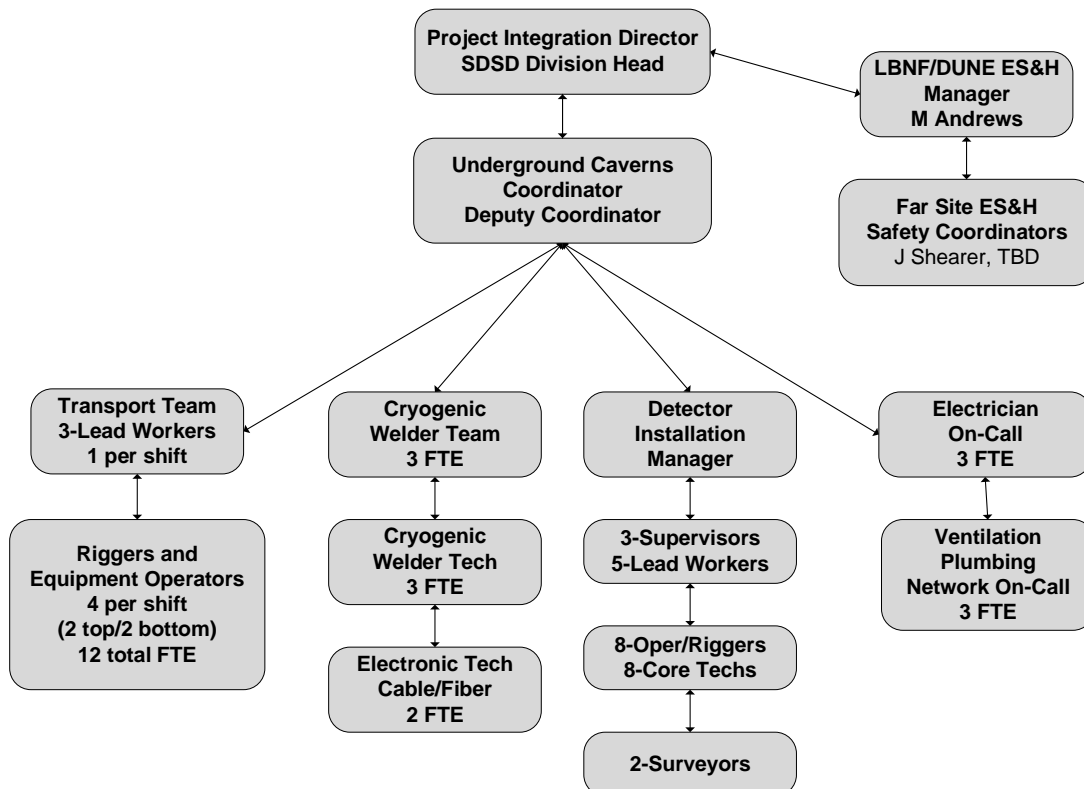 Project Integration Director
SDSD Division Head
LBNF/DUNE ES&H
Manager
M Andrews
Underground Caverns
Coordinator
Deputy Coordinator
Far Site ES&H
Safety Coordinators
J Shearer, TBD
Transport Team
3-Lead Workers
1 per shift
Cryogenic
Welder Team
3 FTE
Detector
Installation
Manager
Electrician
On-Call
3 FTE
Riggers and
Equipment Operators
4 per shift
(2 top/2 bottom)
12 total FTE
Cryogenic
Welder Tech
3 FTE
3-Supervisors
5-Lead Workers
Ventilation
Plumbing
Network On-Call
3 FTE
Electronic Tech
Cable/Fiber
2 FTE
8-Oper/Riggers
8-Core Techs
2-Surveyors